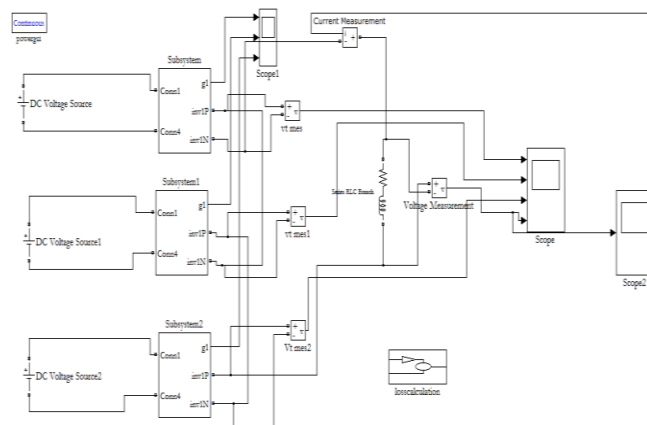 Continuous
powergui
Current Measurement
i
+
-
Scope1
Subsystem
g1
Conn1
inv1P
Conn4
inv1N
+
DC Voltage Source
+
-
v
vt mes
Subsystem1
g1
Conn1
inv1P
Conn4
inv1N
+
DC Voltage Source1
+
-
v
vt mes1
Series RLC Branch
+
-
v
Voltage Measurement
Scope
Scope2
Subsystem2
g1
Conn1
inv1P
Conn4
inv1N
+
DC Voltage Source2
+
-
v
Vt mes2
losscalculation